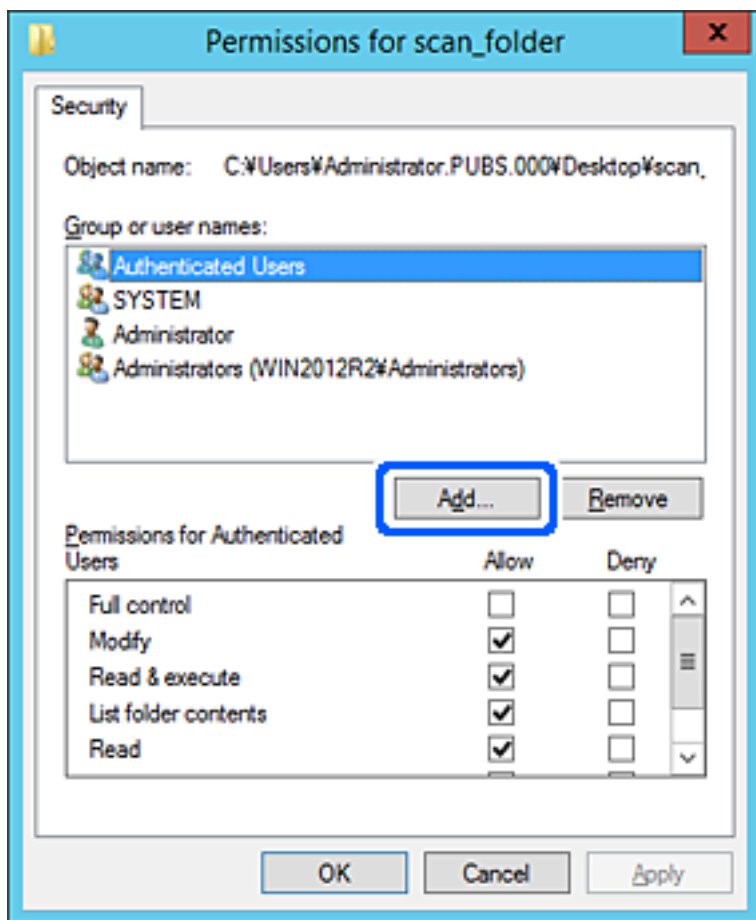 Permissions for scan_folder
Security
Object name: C:¥Users¥Administrator.PUBS.000¥Desktop¥scan_
Group or user names:
Authenticated Users
SYSTEM
Administrator
Administrators (WIN2012R2¥Administrators)
Add... Remove
Permissions for Authenticated
Users Allow Deny
Full control
Modify
Read & execute
List folder contents
Read
OK Cancel Apply